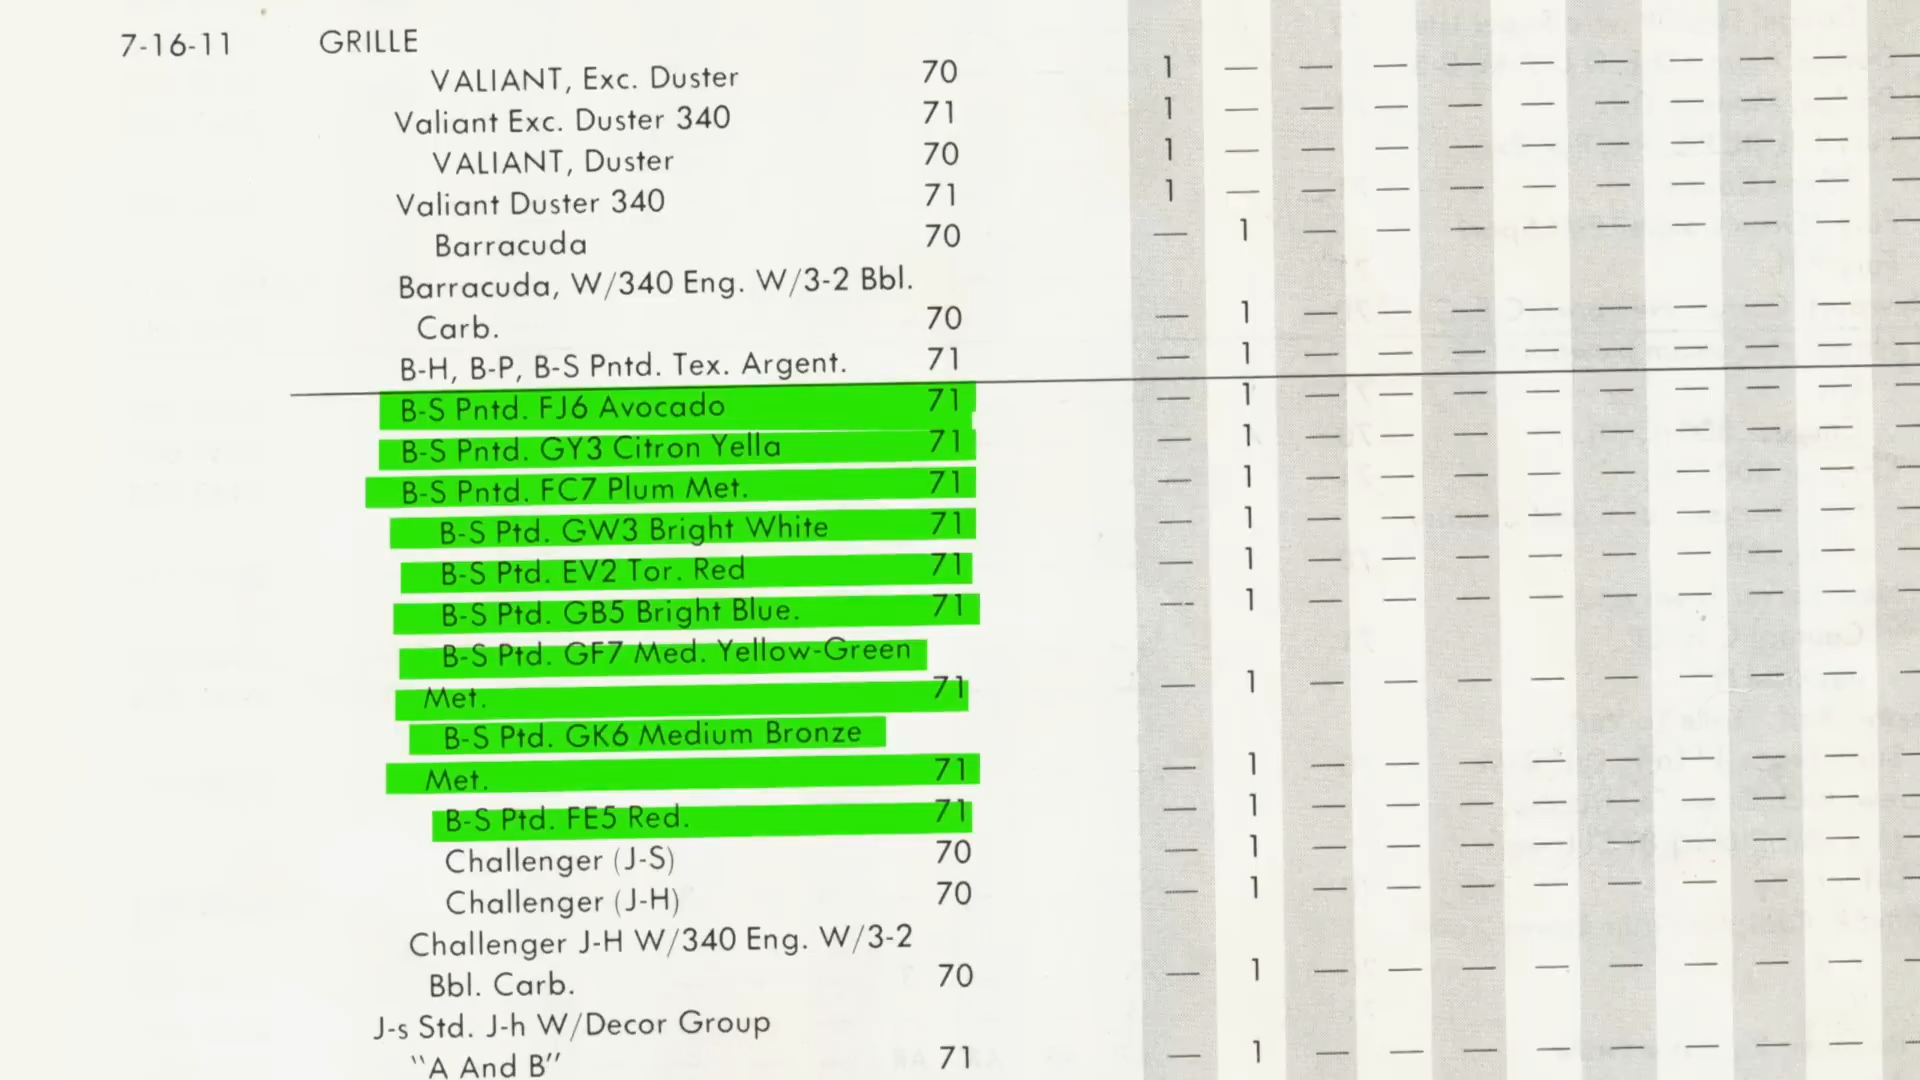 7-16-11 GRILLE
VALIANT, Exc. Duster 70 1 — — — — — — — — — —
Valiant Exc. Duster 340 71 1 — — — — — — — — — —
VALIANT, Duster 70 1 — — — — — — — — — —
Valiant Duster 340 71 1 — — — — — — — — — —
Barracuda 70 — 1 — — — — — — — — —
Barracuda, W/340 Eng. W/3-2 Bbl.
Carb. 70 — 1 — — — — — — — — —
B-H, B-P, B-S Pntd. Tex. Argent. 71 — 1 — — — — — — — — —
B-S Pntd. FJ6 Avocado 71 — 1 — — — — — — — — —
B-S Pntd. GY3 Citron Yella 71 — 1 — — — — — — — — —
B-S Pntd. FC7 Plum Met. 71 — 1 — — — — — — — — —
B-S Ptd. GW3 Bright White 71 — 1 — — — — — — — — —
B-S Ptd. EV2 Tor. Red 71 — 1 — — — — — — — — —
B-S Ptd. GB5 Bright Blue. 71 — 1 — — — — — — — — —
B-S Ptd. GF7 Med. Yellow-Green
Met. 71 — 1 — — — — — — — — —
B-S Ptd. GK6 Medium Bronze
Met. 71 — 1 — — — — — — — — —
B-S Ptd. FE5 Red. 71 — 1 — — — — — — — — —
Challenger (J-S) 70 — 1 — — — — — — — — —
Challenger (J-H) 70 — 1 — — — — — — — — —
Challenger J-H W/340 Eng. W/3-2
Bbl. Carb. 70 — 1 — — — — — — — — —
J-s Std. J-h W/Decor Group
"A And B" 71 — 1 — — — — — — — — —